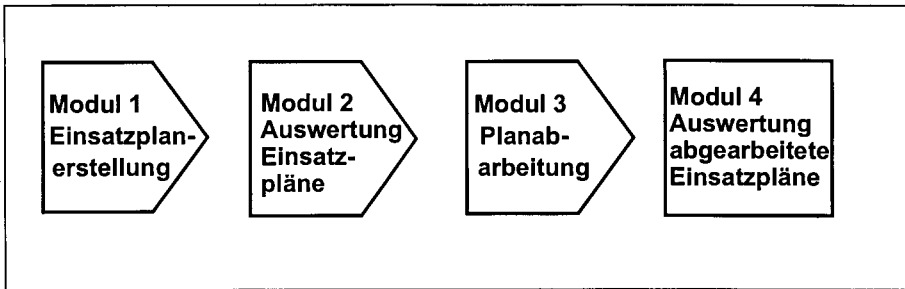 Modul 1
Einsatzplan-
erstellung
Modul 2
Auswertung
Einsatz-
pläne
Modul 3
Planab-
arbeitung
Modul 4
Auswertung
abgearbeitete
Einsatzpläne